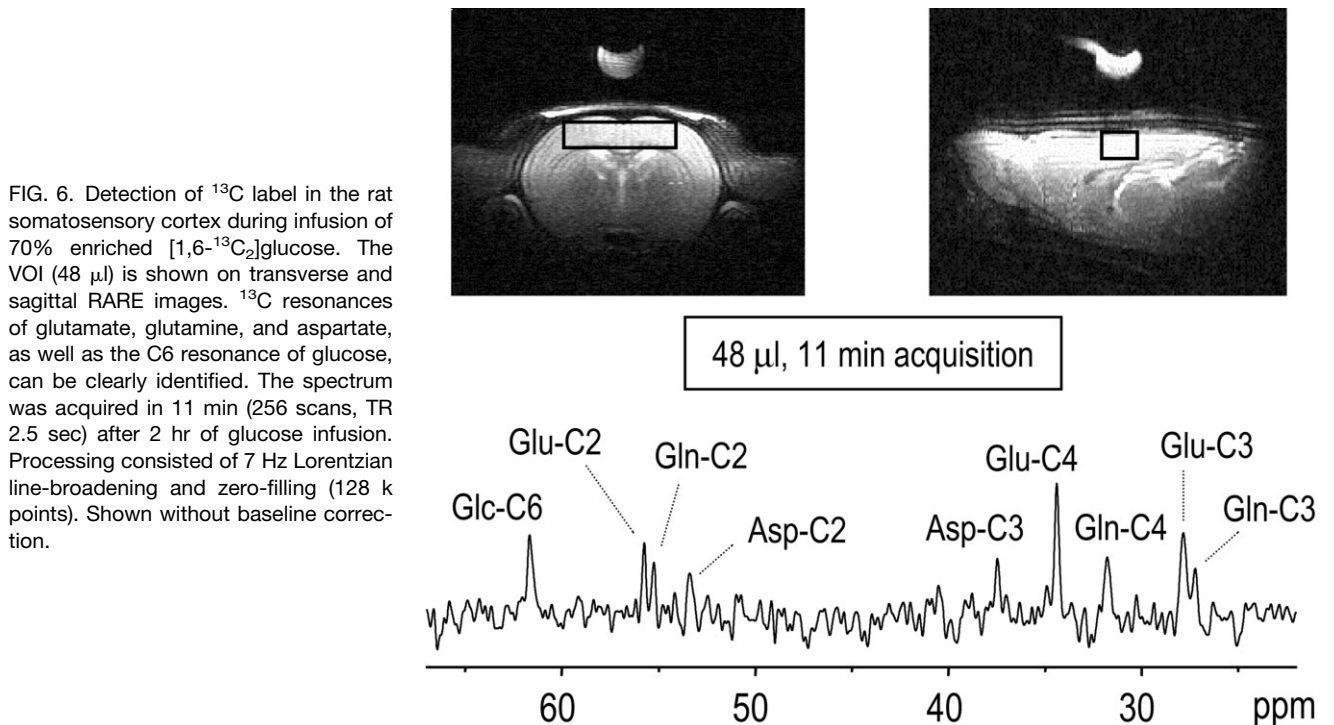 FIG. 6. Detection of ¹³C label in the rat
somatosensory cortex during infusion of
70% enriched [1,6-¹³C₂]glucose. The
VOI (48 μl) is shown on transverse and
sagittal RARE images. ¹³C resonances
of glutamate, glutamine, and aspartate,
as well as the C6 resonance of glucose,
can be clearly identified. The spectrum
was acquired in 11 min (256 scans, TR
2.5 sec) after 2 hr of glucose infusion.
Processing consisted of 7 Hz Lorentzian
line-broadening and zero-filling (128 k
points). Shown without baseline correc-
tion.
48 μl, 11 min acquisition
Glc-C6
Glu-C2
Gln-C2
Asp-C2
Asp-C3
Glu-C4
Gln-C4
Glu-C3
Gln-C3
60 50 40 30 ppm